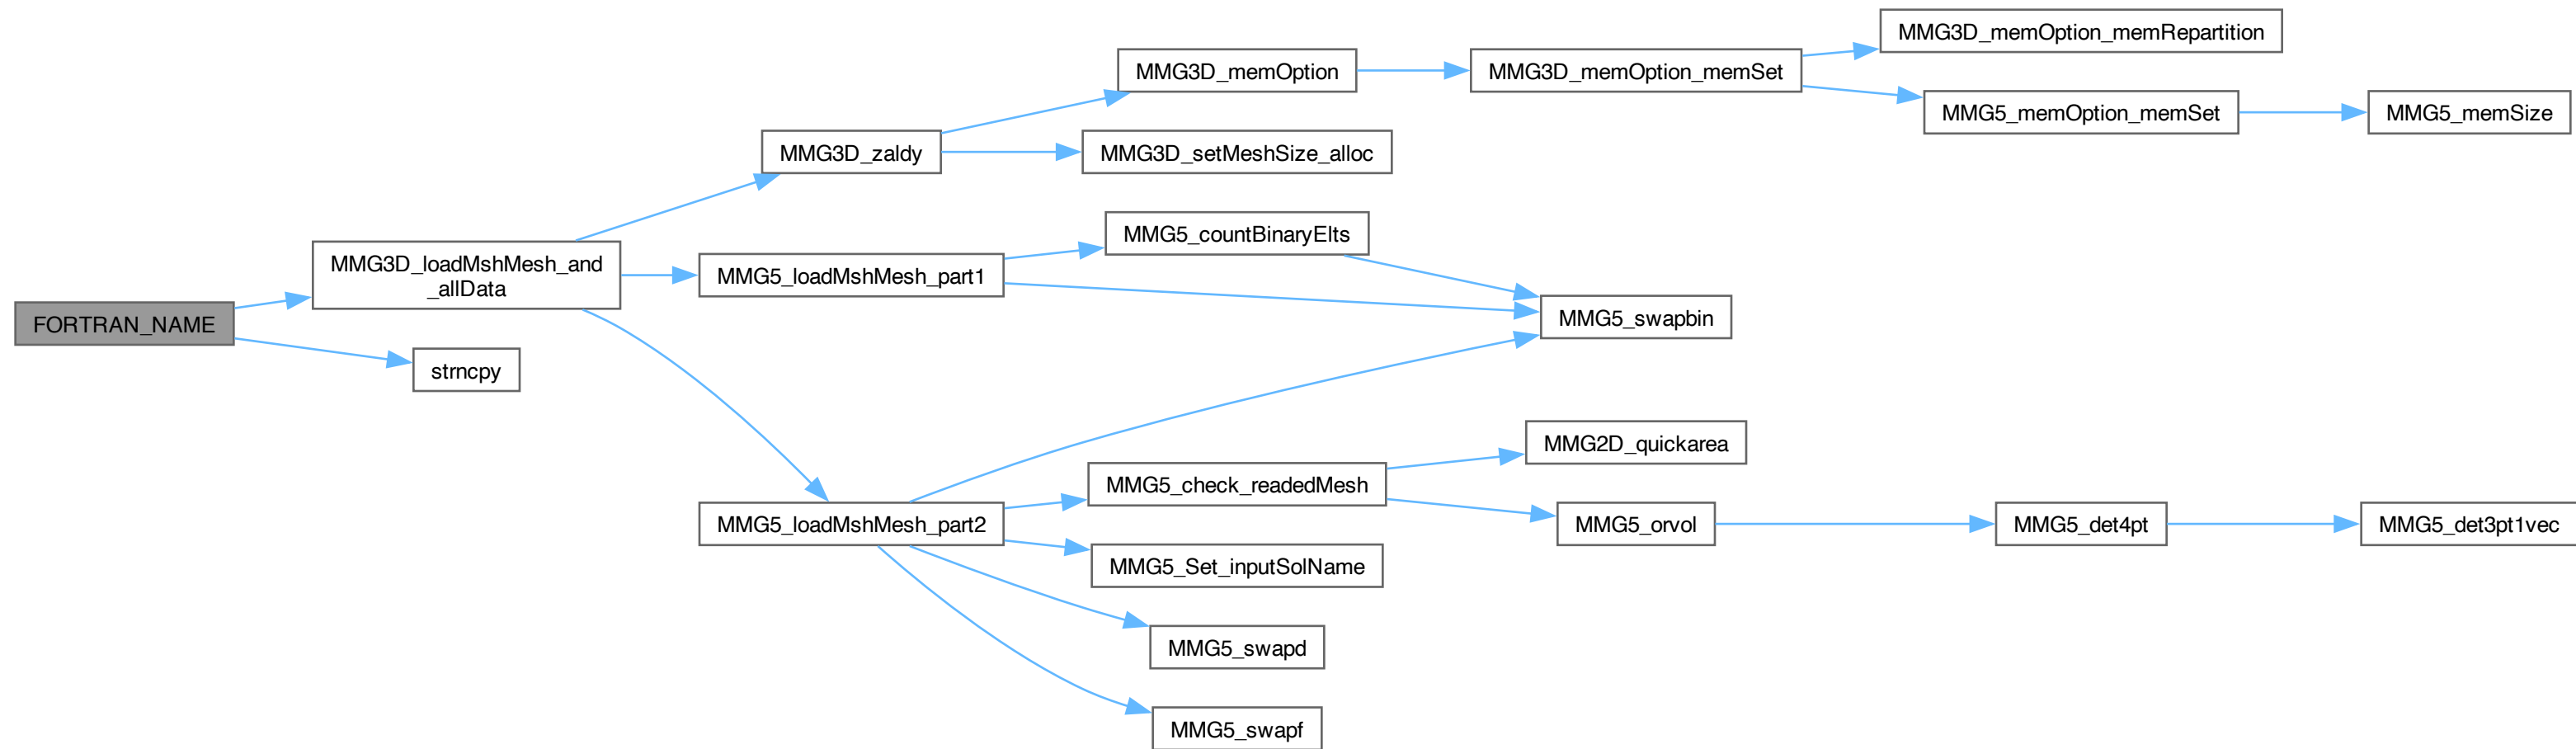 MMG3D_memOption_memRepartition
MMG3D_memOption
MMG3D_memOption_memSet
MMG5_memOption_memSet
MMG5_memSize
MMG3D_zaldy
MMG3D_setMeshSize_alloc
MMG5_countBinaryElts
MMG3D_loadMshMesh_and
_allData
MMG5_loadMshMesh_part1
FORTRAN_NAME
MMG5_swapbin
strncpy
MMG2D_quickarea
MMG5_check_readedMesh
MMG5_loadMshMesh_part2
MMG5_orvol
MMG5_det4pt
MMG5_det3pt1vec
MMG5_Set_inputSolName
MMG5_swapd
MMG5_swapf